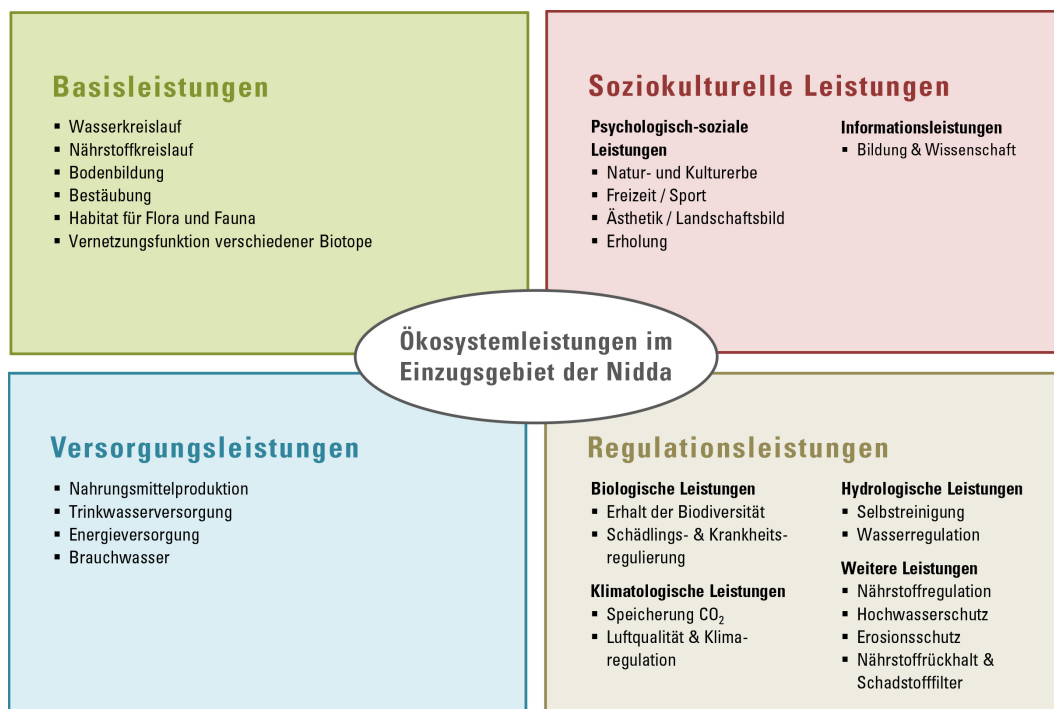 Basisleistungen
▪ Wasserkreislauf
▪ Nährstoffkreislauf
▪ Bodenbildung
▪ Bestäubung
▪ Habitat für Flora und Fauna
▪ Vernetzungsfunktion verschiedener Biotope
Soziokulturelle Leistungen
Psychologisch-soziale
Leistungen
▪ Natur- und Kulturerbe
▪ Freizeit / Sport
▪ Ästhetik / Landschaftsbild
▪ Erholung
Informationsleistungen
▪ Bildung & Wissenschaft
Ökosystemleistungen im
Einzugsgebiet der Nidda
Versorgungsleistungen
▪ Nahrungsmittelproduktion
▪ Trinkwasserversorgung
▪ Energieversorgung
▪ Brauchwasser
Regulationsleistungen
Biologische Leistungen
▪ Erhalt der Biodiversität
▪ Schädlings- & Krankheits-
regulierung
Klimatologische Leistungen
▪ Speicherung CO₂
▪ Luftqualität & Klima-
regulation
Hydrologische Leistungen
▪ Selbstreinigung
▪ Wasserregulation
Weitere Leistungen
▪ Nährstoffregulation
▪ Hochwasserschutz
▪ Erosionsschutz
▪ Nährstoffrückhalt &
Schadstofffilter